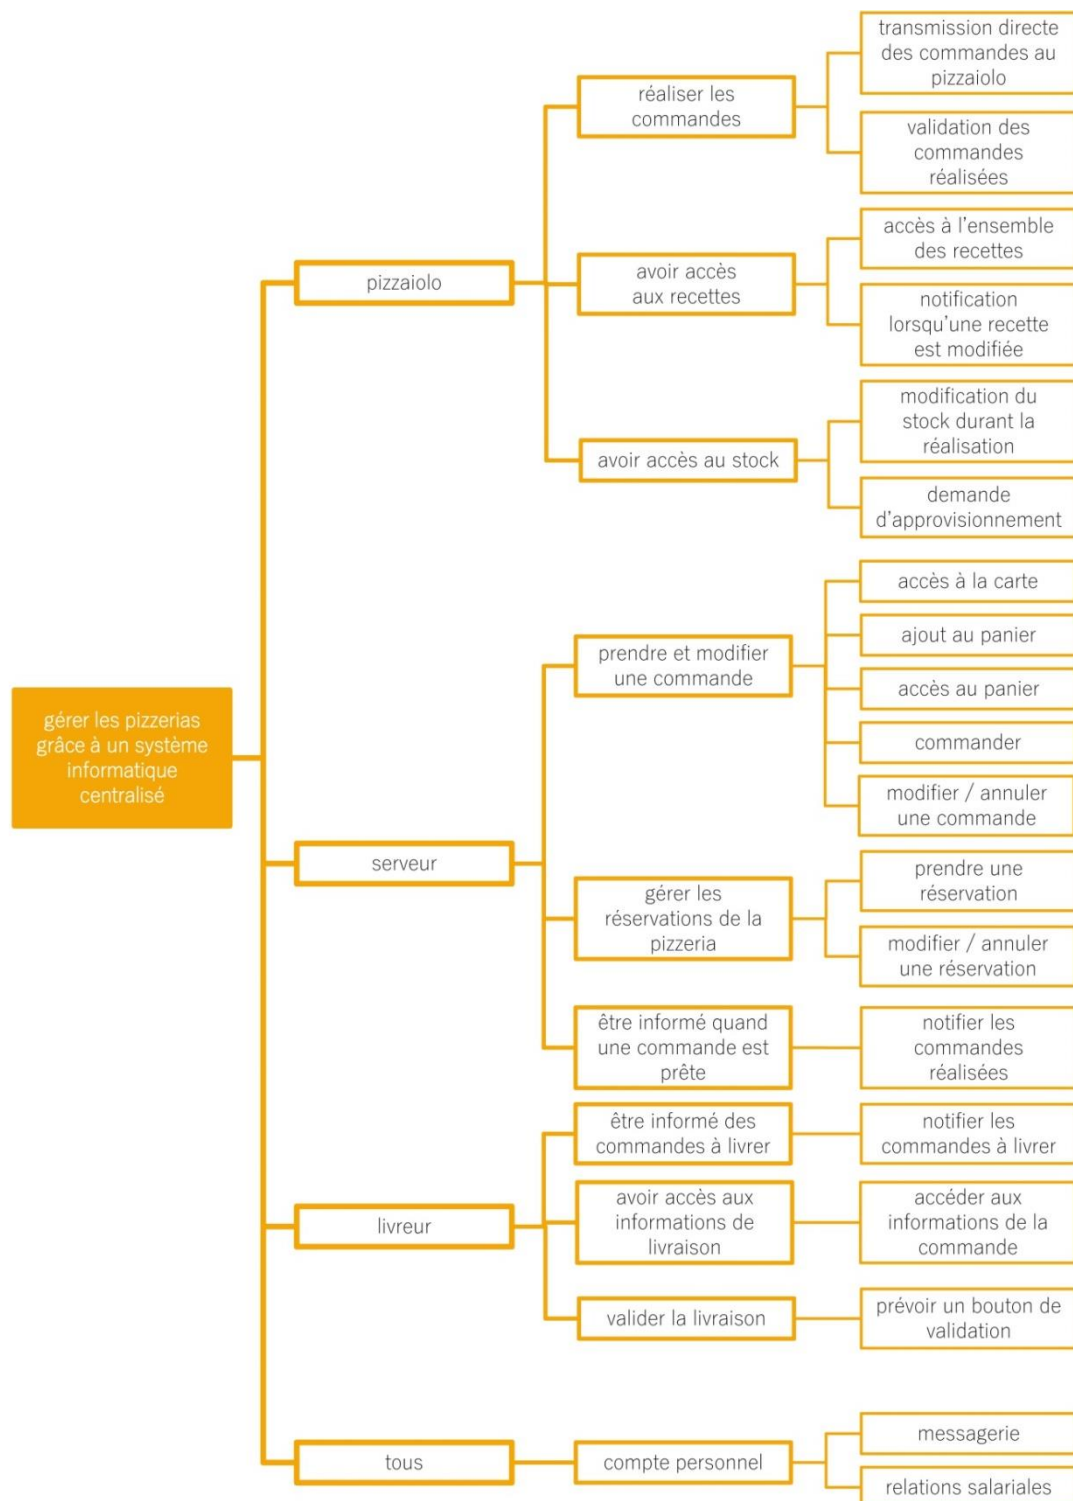 gérer les pizzerias
grâce à un système
informatique
centralisé
pizzaiolo
réaliser les
commandes
transmission directe
des commandes au
pizzaiolo
validation des
commandes
réalisées
avoir accès
aux recettes
accès à l'ensemble
des recettes
notification
lorsqu'une recette
est modifiée
avoir accès au stock
modification du
stock durant la
réalisation
demande
d'approvisionnement
serveur
prendre et modifier
une commande
accès à la carte
ajout au panier
accès au panier
commander
modifier / annuler
une commande
gérer les
réservations de la
pizzeria
prendre une
réservation
modifier / annuler
une réservation
être informé quand
une commande est
prête
notifier les
commandes
réalisées
livreur
être informé des
commandes à livrer
notifier les
commandes à livrer
avoir accès aux
informations de
livraison
accéder aux
informations de la
commande
valider la livraison
prévoir un bouton de
validation
tous
compte personnel
messagerie
relations salariales